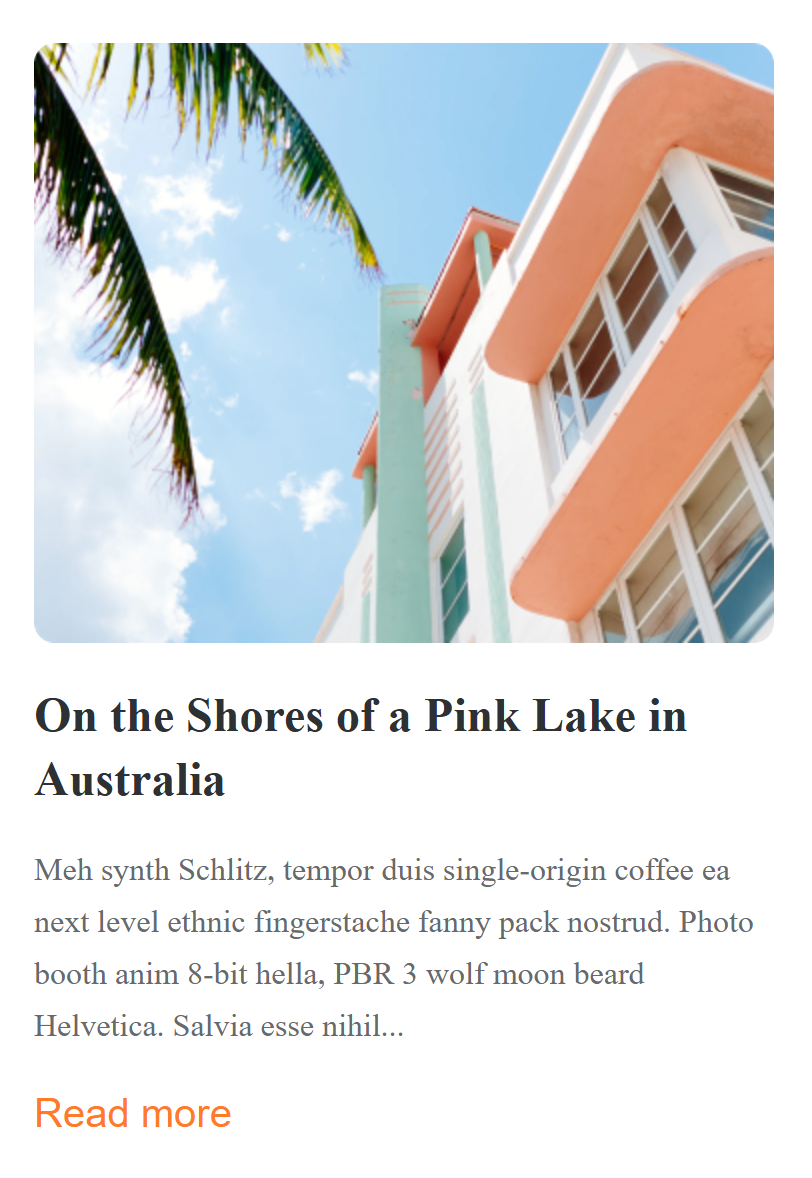 On the Shores of a Pink Lake in
Australia
Meh synth Schlitz, tempor duis single-origin coffee ea
next level ethnic fingerstache fanny pack nostrud. Photo
booth anim 8-bit hella, PBR 3 wolf moon beard
Helvetica. Salvia esse nihil...
Read more